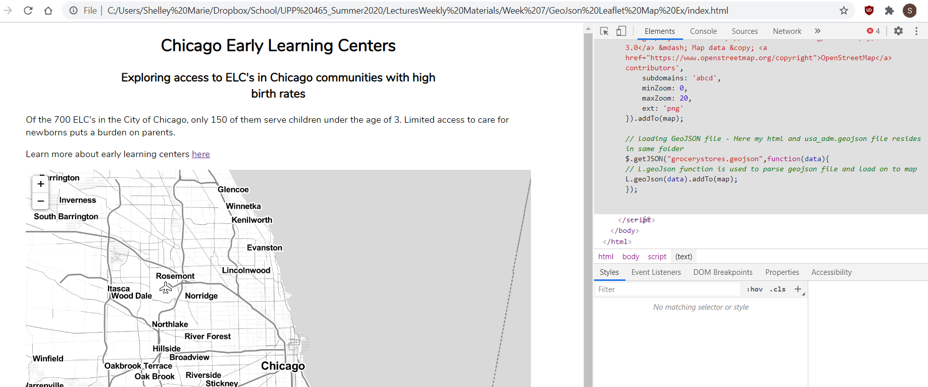 File | C:/Users/Shelley%20Marie/Dropbox/School/UPP%20465_Summer2020/LecturesWeekly%20Materials/Week%207/GeoJson%20Leaflet%20Map%20Ex/index.html
S
Chicago Early Learning Centers
Exploring access to ELC's in Chicago communities with high
birth rates
Of the 700 ELC's in the City of Chicago, only 150 of them serve children under the age of 3. Limited access to care for
newborns puts a burden on parents.
Learn more about early learning centers here
+
−
Glencoe
Inverness
Winnetka
South Barrington
Kenilworth
Evanston
Lincolnwood
Rosemont
Itasca
Wood Dale
Norridge
Northlake
River Forest
Hillside
Broadview
Winfield
Oakbrook Terrace
Chicago
Oak Brook
Riverside
Stickney
Elements
Console
Sources
Network
»
4
3.0</a> &mdash; Map data &copy; <a
href="https://www.openstreetmap.org/copyright">OpenStreetMap</a>
contributors',
subdomains: 'abcd',
minZoom: 0,
maxZoom: 20,
ext: 'png'
}).addTo(map);
// loading GeoJSON file - Here my html and usa_adm.geojson file resides
in same folder
$.getJSON("grocerystores.geojson",function(data){
// L.geoJson function is used to parse geojson file and load on to map
L.geoJson(data).addTo(map);
});
</script>
</body>
</html>
html body script (text)
Styles Event Listeners DOM Breakpoints Properties Accessibility
Filter
:hov .cls +
No matching selector or style